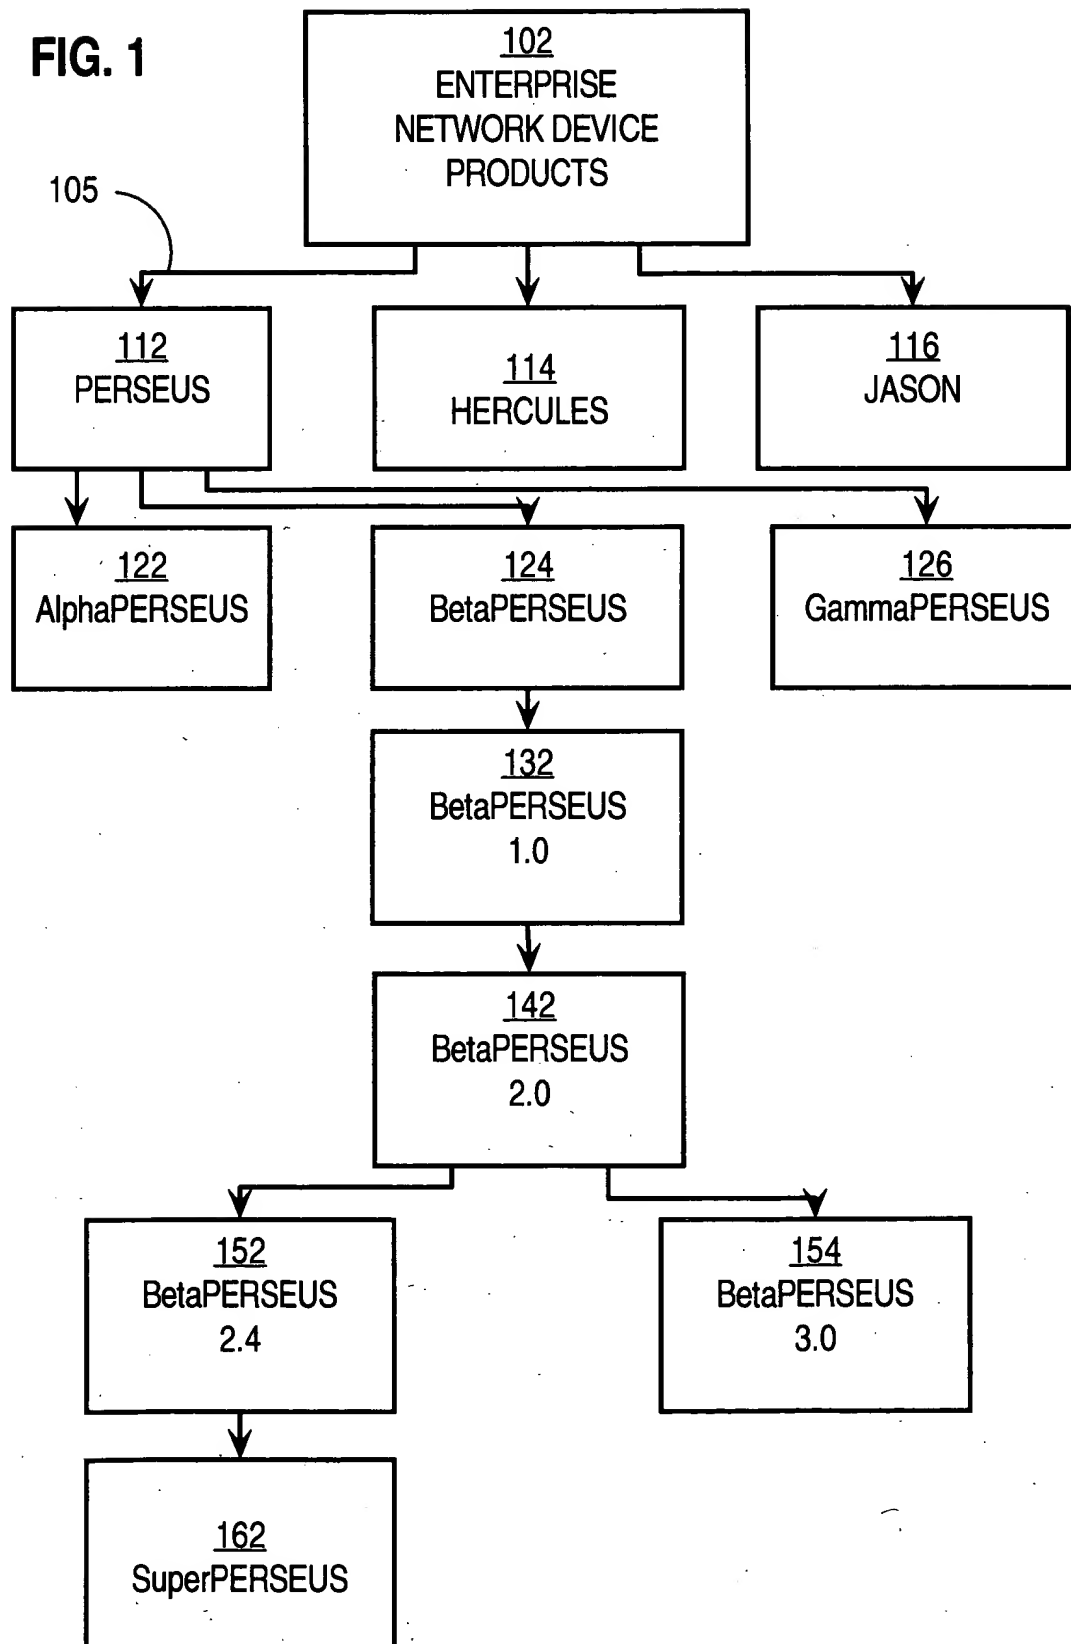 FIG. 1
102
ENTERPRISE
NETWORK DEVICE
PRODUCTS
105
112
PERSEUS
114
HERCULES
116
JASON
122
AlphaPERSEUS
124
BetaPERSEUS
126
GammaPERSEUS
132
BetaPERSEUS
1.0
142
BetaPERSEUS
2.0
152
BetaPERSEUS
2.4
154
BetaPERSEUS
3.0
162
SuperPERSEUS